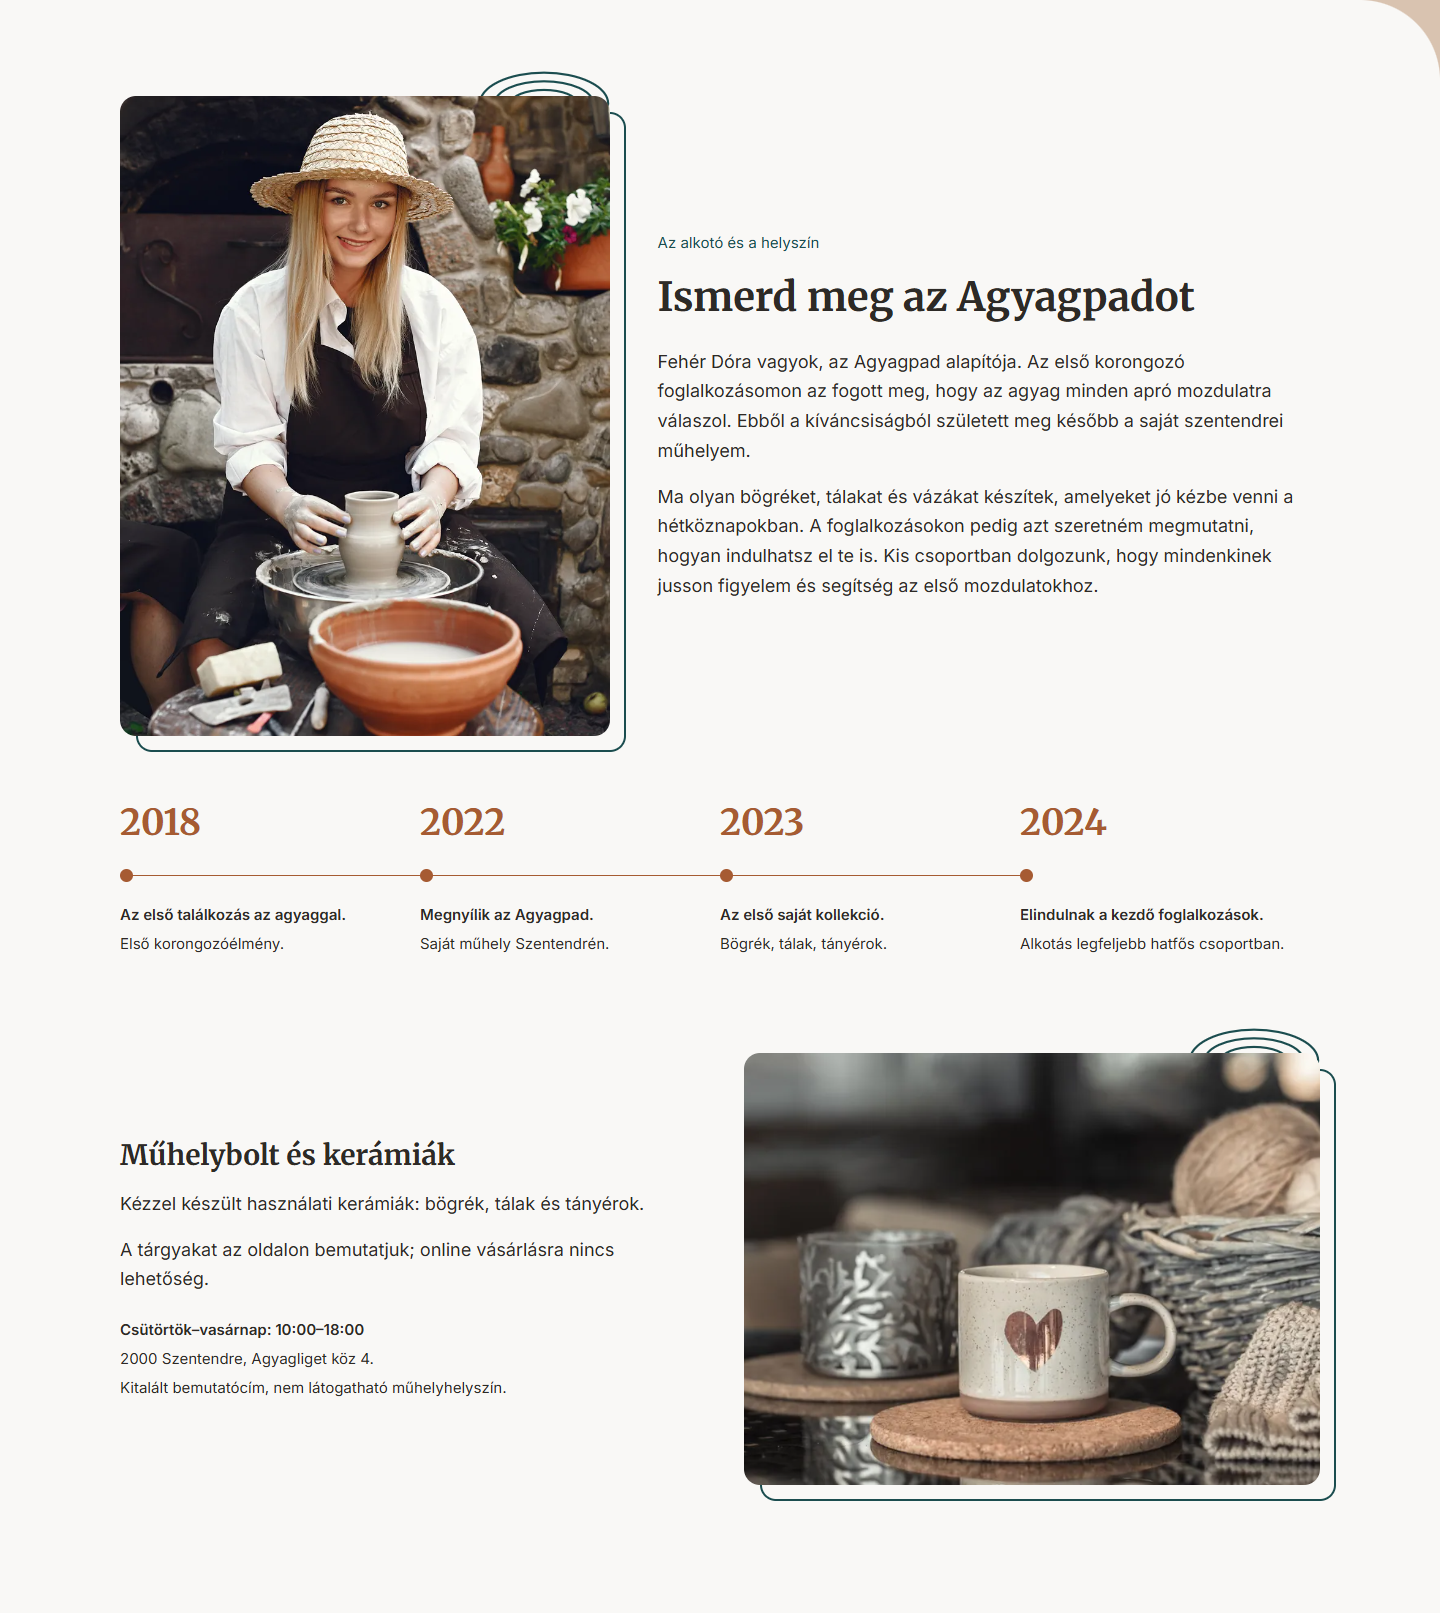 Az alkotó és a helyszín
Ismerd meg az Agyagpadot
Fehér Dóra vagyok, az Agyagpad alapítója. Az első korongozó
foglalkozásomon az fogott meg, hogy az agyag minden apró mozdulatra
válaszol. Ebből a kíváncsiságból született meg később a saját szentendrei
műhelyem.
Ma olyan bögréket, tálakat és vázákat készítek, amelyeket jó kézbe venni a
hétköznapokban. A foglalkozásokon pedig azt szeretném megmutatni,
hogyan indulhatsz el te is. Kis csoportban dolgozunk, hogy mindenkinek
jusson figyelem és segítség az első mozdulatokhoz.
2018
Az első találkozás az agyaggal.
Első korongozóélmény.
2022
Megnyílik az Agyagpad.
Saját műhely Szentendrén.
2023
Az első saját kollekció.
Bögrék, tálak, tányérok.
2024
Elindulnak a kezdő foglalkozások.
Alkotás legfeljebb hatfős csoportban.
Műhelybolt és kerámiák
Kézzel készült használati kerámiák: bögrék, tálak és tányérok.
A tárgyakat az oldalon bemutatjuk; online vásárlásra nincs
lehetőség.
Csütörtök–vasárnap: 10:00–18:00
2000 Szentendre, Agyagliget köz 4.
Kitalált bemutatócím, nem látogatható műhelyhelyszín.